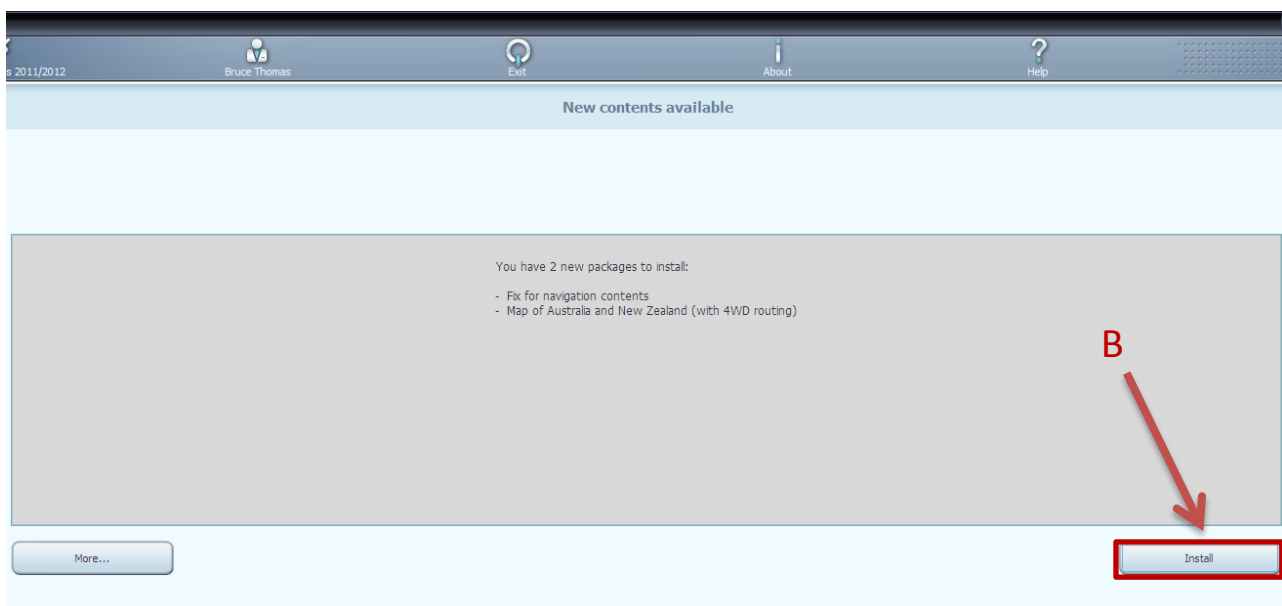 s 2011/2012
Bruce Thomas
Exit
About
Help
New contents available
You have 2 new packages to install:
- Fix for navigation contents
- Map of Australia and New Zealand (with 4WD routing)
B
More...
Install